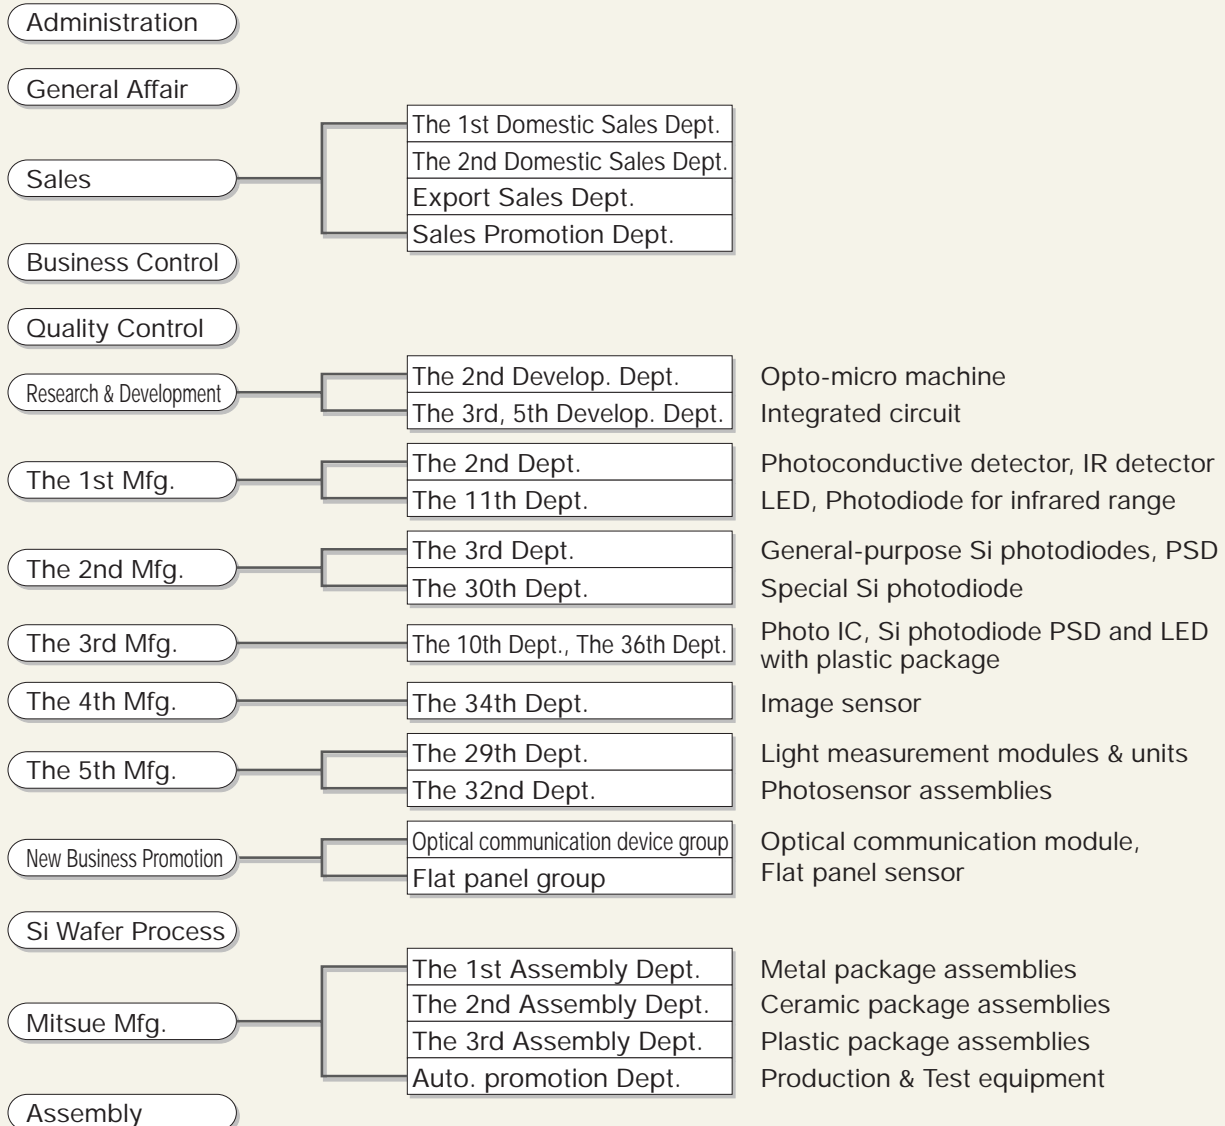 Administration
General Affair
Sales
The 1st Domestic Sales Dept.
The 2nd Domestic Sales Dept.
Export Sales Dept.
Sales Promotion Dept.
Business Control
Quality Control
Research & Development
The 2nd Develop. Dept. Opto-micro machine
The 3rd, 5th Develop. Dept. Integrated circuit
The 1st Mfg.
The 2nd Dept. Photoconductive detector, IR detector
The 11th Dept. LED, Photodiode for infrared range
The 2nd Mfg.
The 3rd Dept. General-purpose Si photodiodes, PSD
The 30th Dept. Special Si photodiode
The 3rd Mfg.
The 10th Dept., The 36th Dept.
Photo IC, Si photodiode PSD and LED
with plastic package
The 4th Mfg.
The 34th Dept. Image sensor
The 5th Mfg.
The 29th Dept. Light measurement modules & units
The 32nd Dept. Photosensor assemblies
New Business Promotion
Optical communication device group Optical communication module,
Flat panel group Flat panel sensor
Si Wafer Process
Mitsue Mfg.
The 1st Assembly Dept. Metal package assemblies
The 2nd Assembly Dept. Ceramic package assemblies
The 3rd Assembly Dept. Plastic package assemblies
Auto. promotion Dept. Production & Test equipment
Assembly